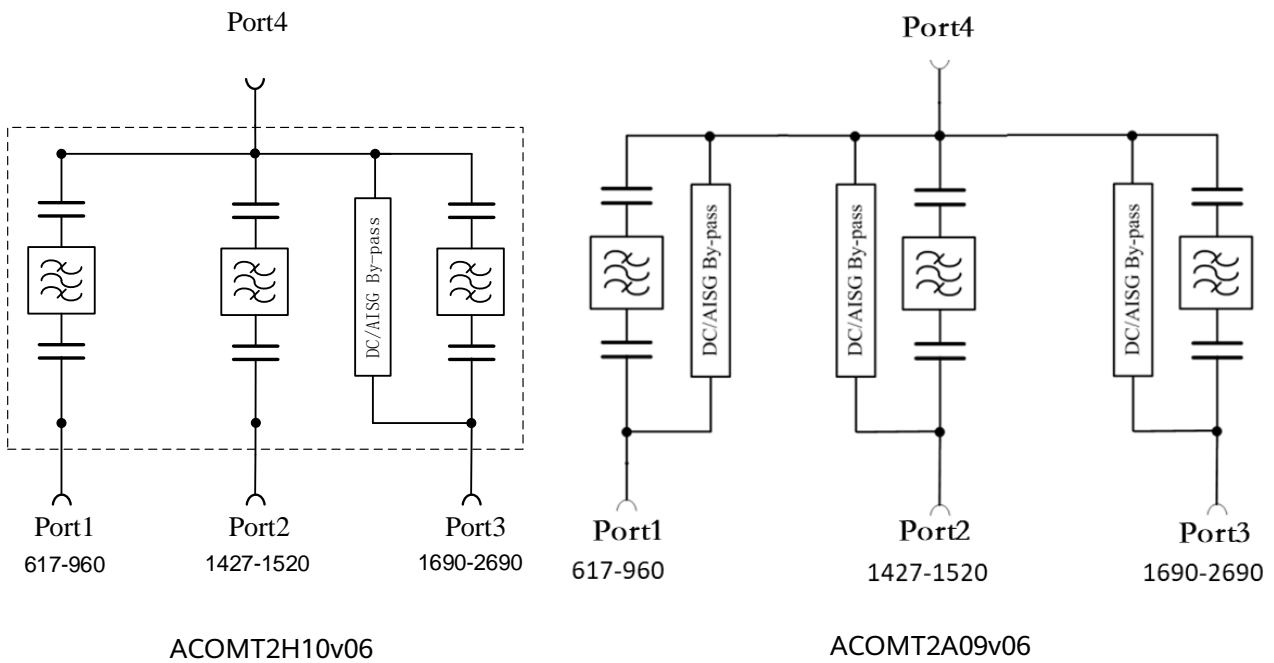 Port4
DC/AISG By-pass
Port1
Port2
Port3
617-960
1427-1520
1690-2690
ACOMT2H10v06
Port4
DC/AISG By-pass
DC/AISG By-pass
DC/AISG By-pass
Port1
Port2
Port3
617-960
1427-1520
1690-2690
ACOMT2A09v06